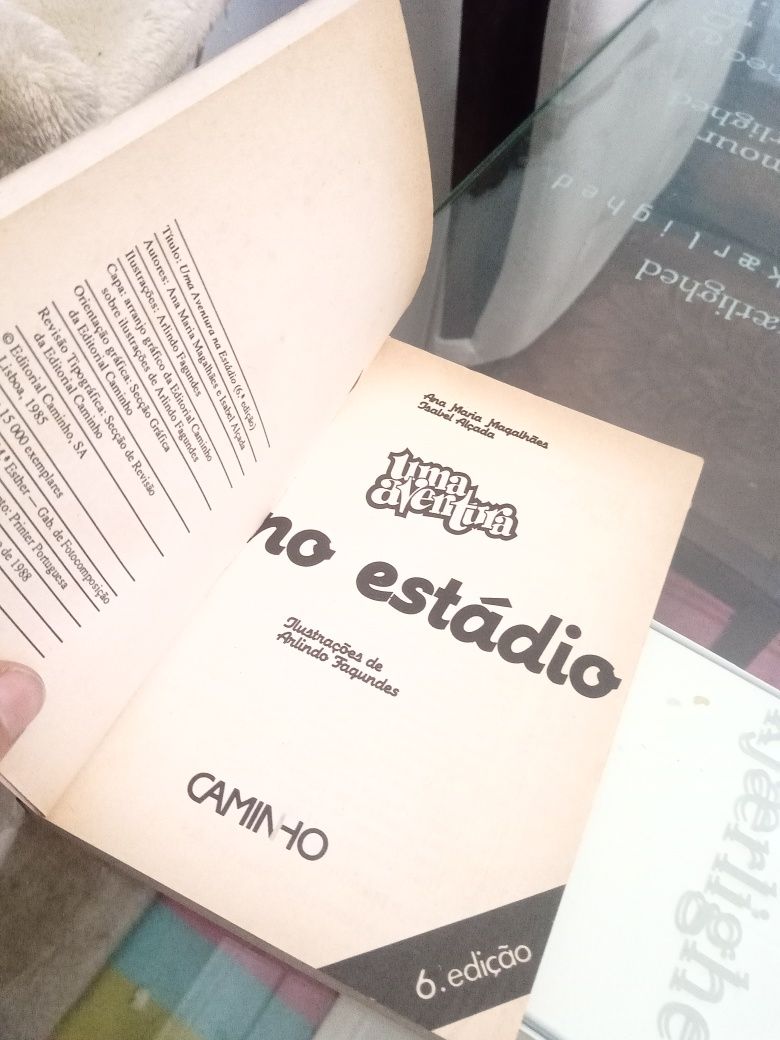 Título: Uma Aventura no Estádio (6.ª edição)
Autores: Ana Maria Magalhães e Isabel Alçada
Ilustrações: Arlindo Fagundes
Capa: arranjo gráfico da Editorial Caminho
sobre ilustrações de Arlindo Fagundes
Orientação gráfica: Secção Gráfica
da Editorial Caminho
Revisão Tipográfica: Secção de Revisão
da Editorial Caminho
© Editorial Caminho, SA
Lisboa, 1985
15 000 exemplares
Esther — Gab. de Fotocomposição
Printer Portuguesa
de 1988
Ana Maria Magalhães
Isabel Alçada
uma
aventura
no estádio
Ilustrações de
Arlindo Fagundes
CAMINHO
6. edição
kærlighed
ærlighed